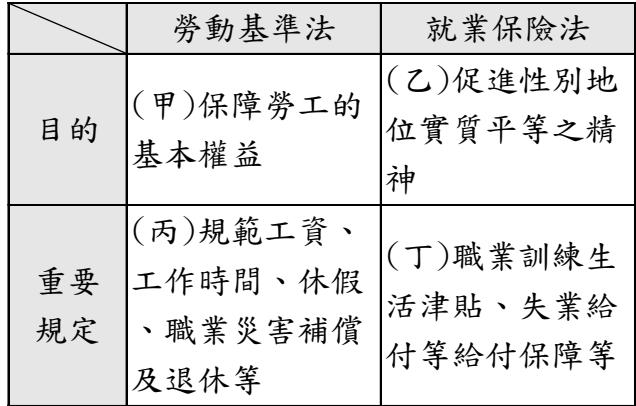 勞動基準法 就業保險法
目的
(甲)保障勞工的
基本權益
(乙)促進性別地
位實質平等之精
神
重要
規定
(丙)規範工資、
工作時間、休假
、職業災害補償
及退休等
(丁)職業訓練生
活津貼、失業給
付等給付保障等